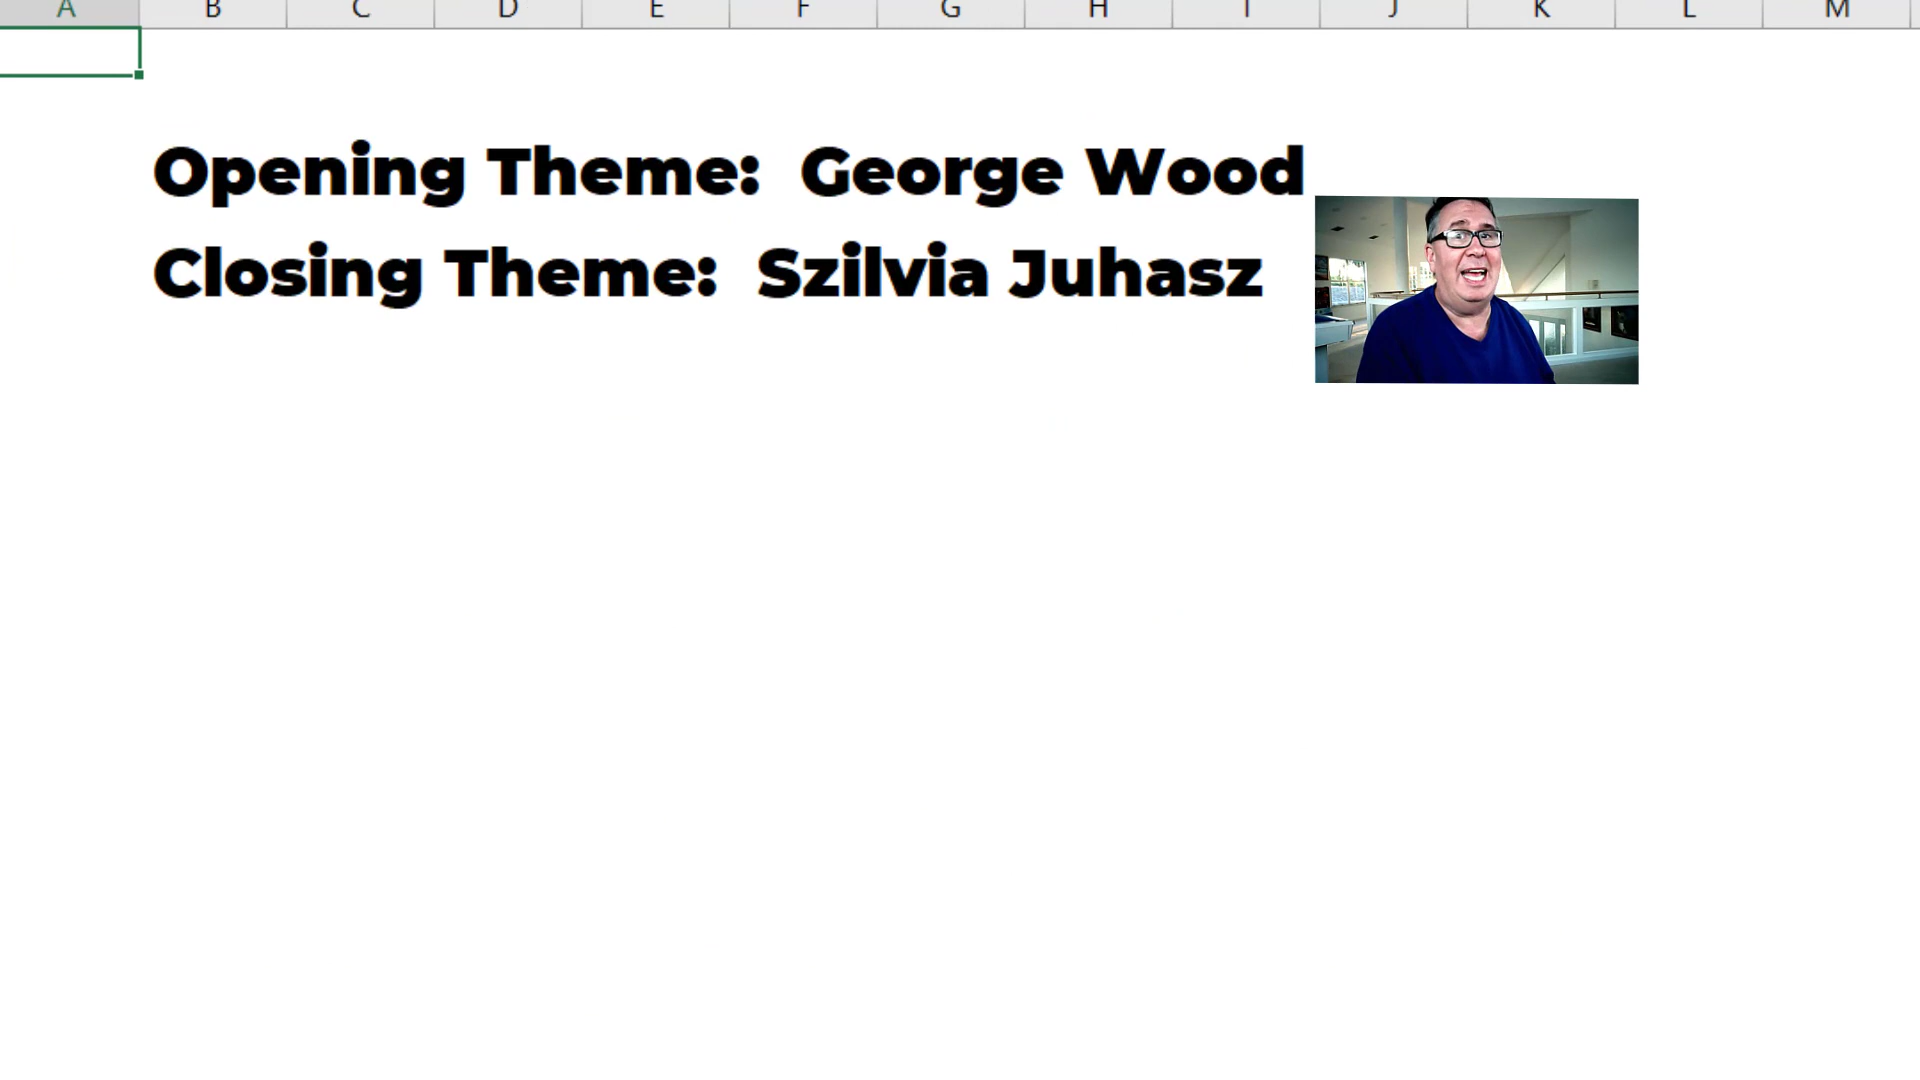 A B C D E F G H I J K L M
Opening Theme: George Wood
Closing Theme: Szilvia Juhasz